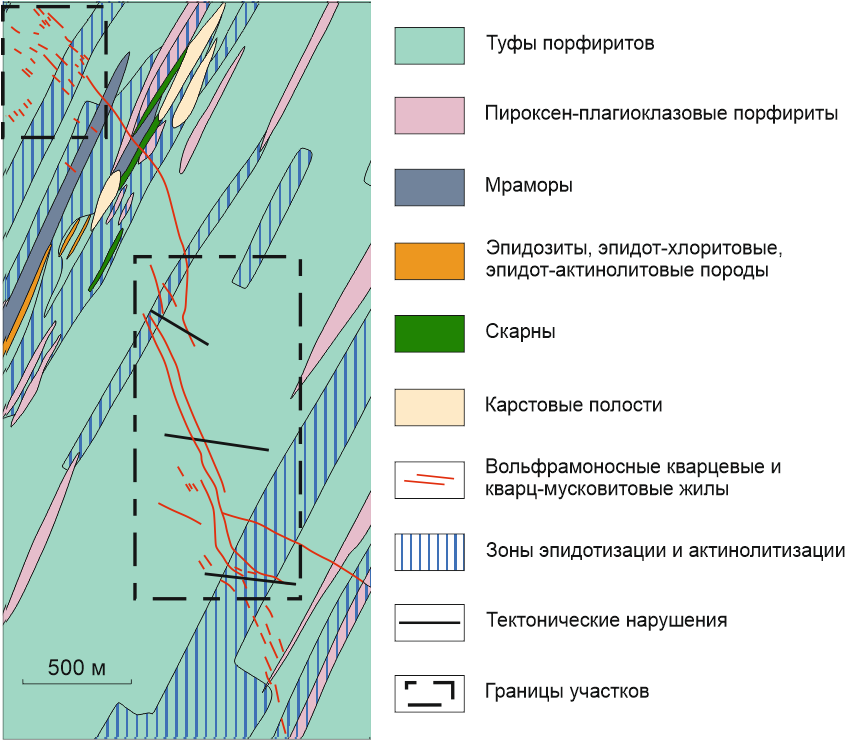 Туфы порфиритов
Пироксен-плагиоклазовые порфириты
Мраморы
Эпидозиты, эпидот-хлоритовые,
эпидот-актинолитовые породы
Скарны
Карстовые полости
Вольфрамоносные кварцевые и
кварц-мусковитовые жилы
Зоны эпидотизации и актинолитизации
Тектонические нарушения
Границы участков
500 м